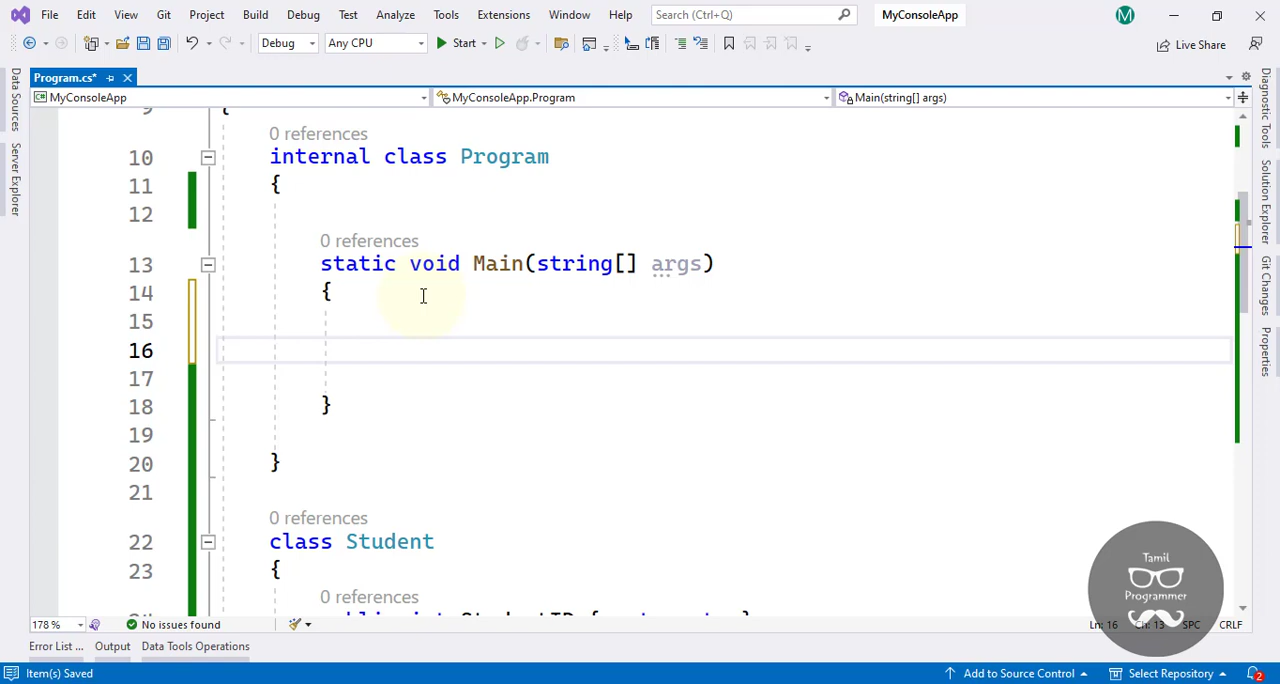 File Edit View Git Project Build Debug Test Analyze Tools Extensions Window Help Search (Ctrl+Q) MyConsoleApp M
Debug Any CPU Start Live Share
Program.cs*
MyConsoleApp MyConsoleApp.Program Main(string[] args)
Data Sources
Server Explorer
9 {
0 references
10 internal class Program
11 {
12
0 references
13 static void Main(string[] args)
14 {
15
16
17
18 }
19
20 }
21
0 references
22 class Student
23 {
0 references
Diagnostic Tools
Solution Explorer
Git Changes
Properties
Tamil
Programmer
178 % No issues found Ln: 16 Ch: 13 SPC CRLF
Error List ... Output Data Tools Operations
Item(s) Saved Add to Source Control Select Repository 2